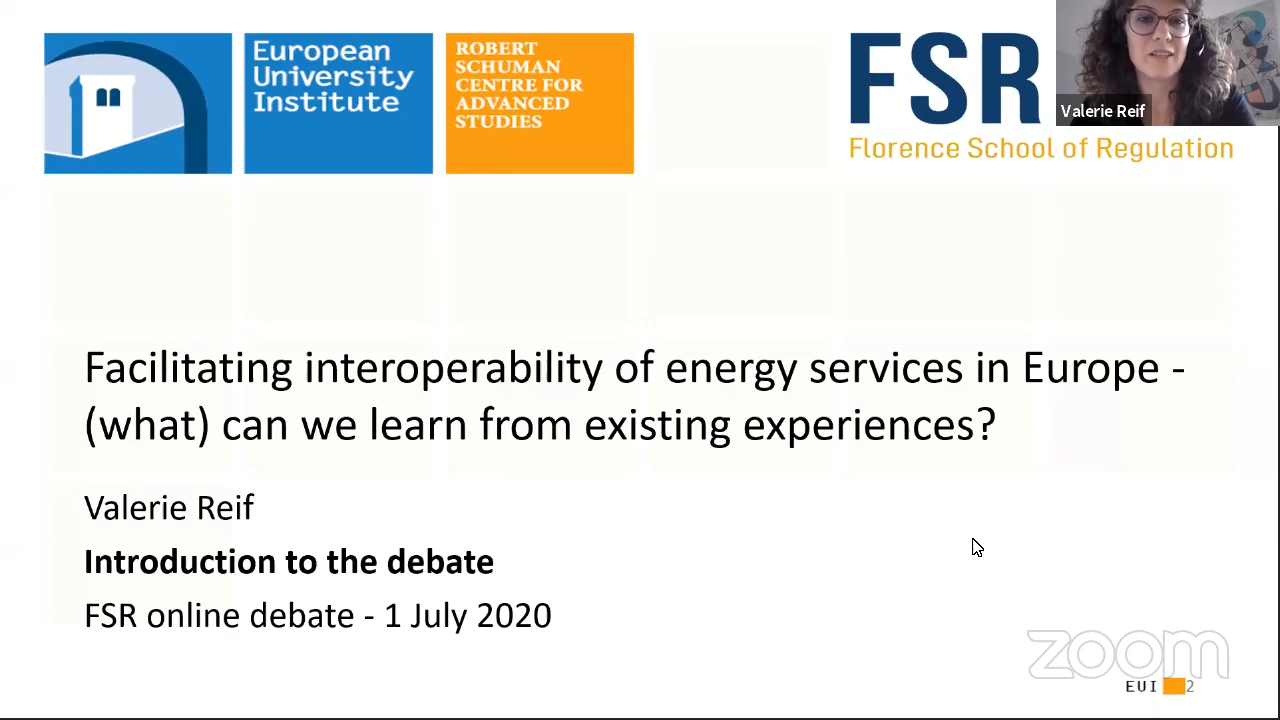 European
University
Institute
ROBERT
SCHUMAN
CENTRE FOR
ADVANCED
STUDIES
FSR
Florence School of Regulation
Valerie Reif
Facilitating interoperability of energy services in Europe -
(what) can we learn from existing experiences?
Valerie Reif
Introduction to the debate
FSR online debate - 1 July 2020
zoom
EUI 2